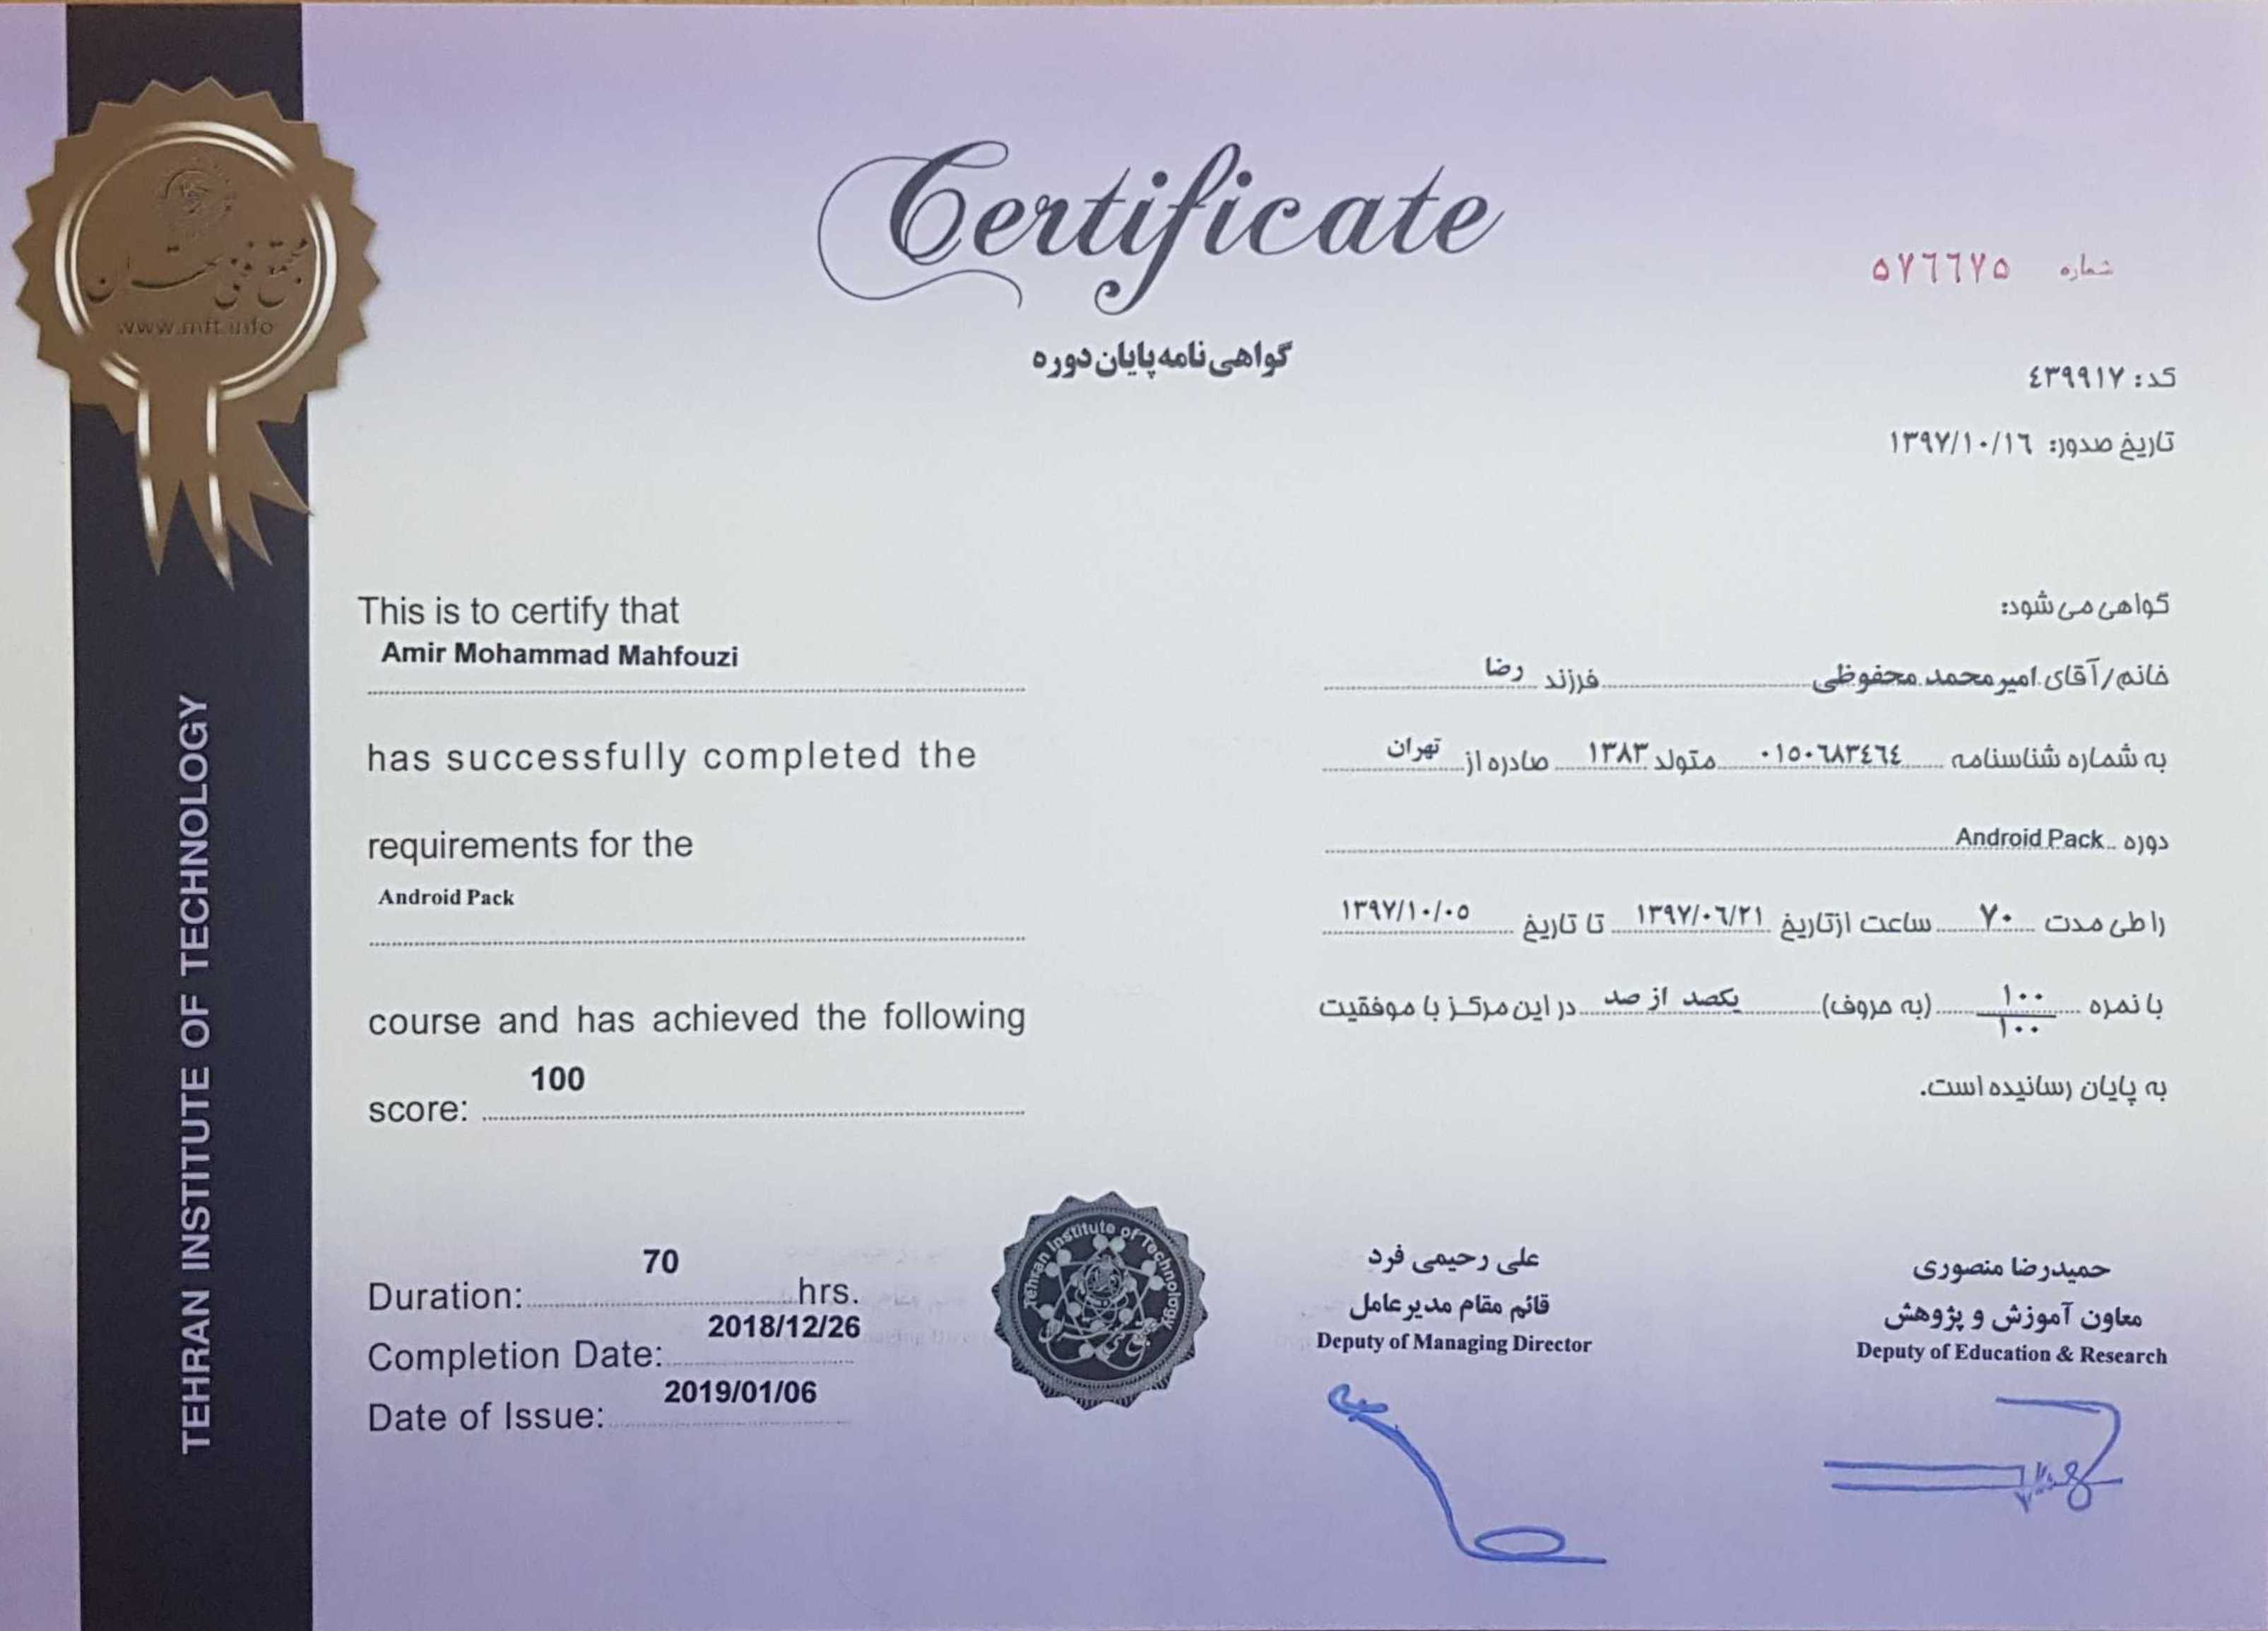 Certificate
گواهی‌نامه پایان دوره
شماره ۵۷۶۶۷۵
کد: ۴۳۹۹۱۷
تاریخ صدور: ۱۳۹۷/۱۰/۱۶
مجتمع فنی تهران
www.mft.info
TEHRAN INSTITUTE OF TECHNOLOGY
This is to certify that
Amir Mohammad Mahfouzi
has successfully completed the
requirements for the
Android Pack
course and has achieved the following
100
score:
70
Duration: hrs.
2018/12/26
Completion Date:
2019/01/06
Date of Issue:
گواهی می شود:
خانم/آقای امیرمحمد محفوظی فرزند رضا
به شماره شناسنامه ۰۱۵۰۶۸۳۴۶۴ متولد ۱۳۸۳ صادره از تهران
دوره Android Pack
را طی مدت ۷۰ ساعت ازتاریخ ۱۳۹۷/۰۶/۲۱ تا تاریخ ۱۳۹۷/۱۰/۰۵
با نمره ۱۰۰/۱۰۰ (به حروف) یکصد از صد در این مرکز با موفقیت
به پایان رسانیده است.
Tehran Institute of Technology
علی رحیمی فرد
قائم مقام مدیرعامل
Deputy of Managing Director
حمیدرضا منصوری
معاون آموزش و پژوهش
Deputy of Education & Research